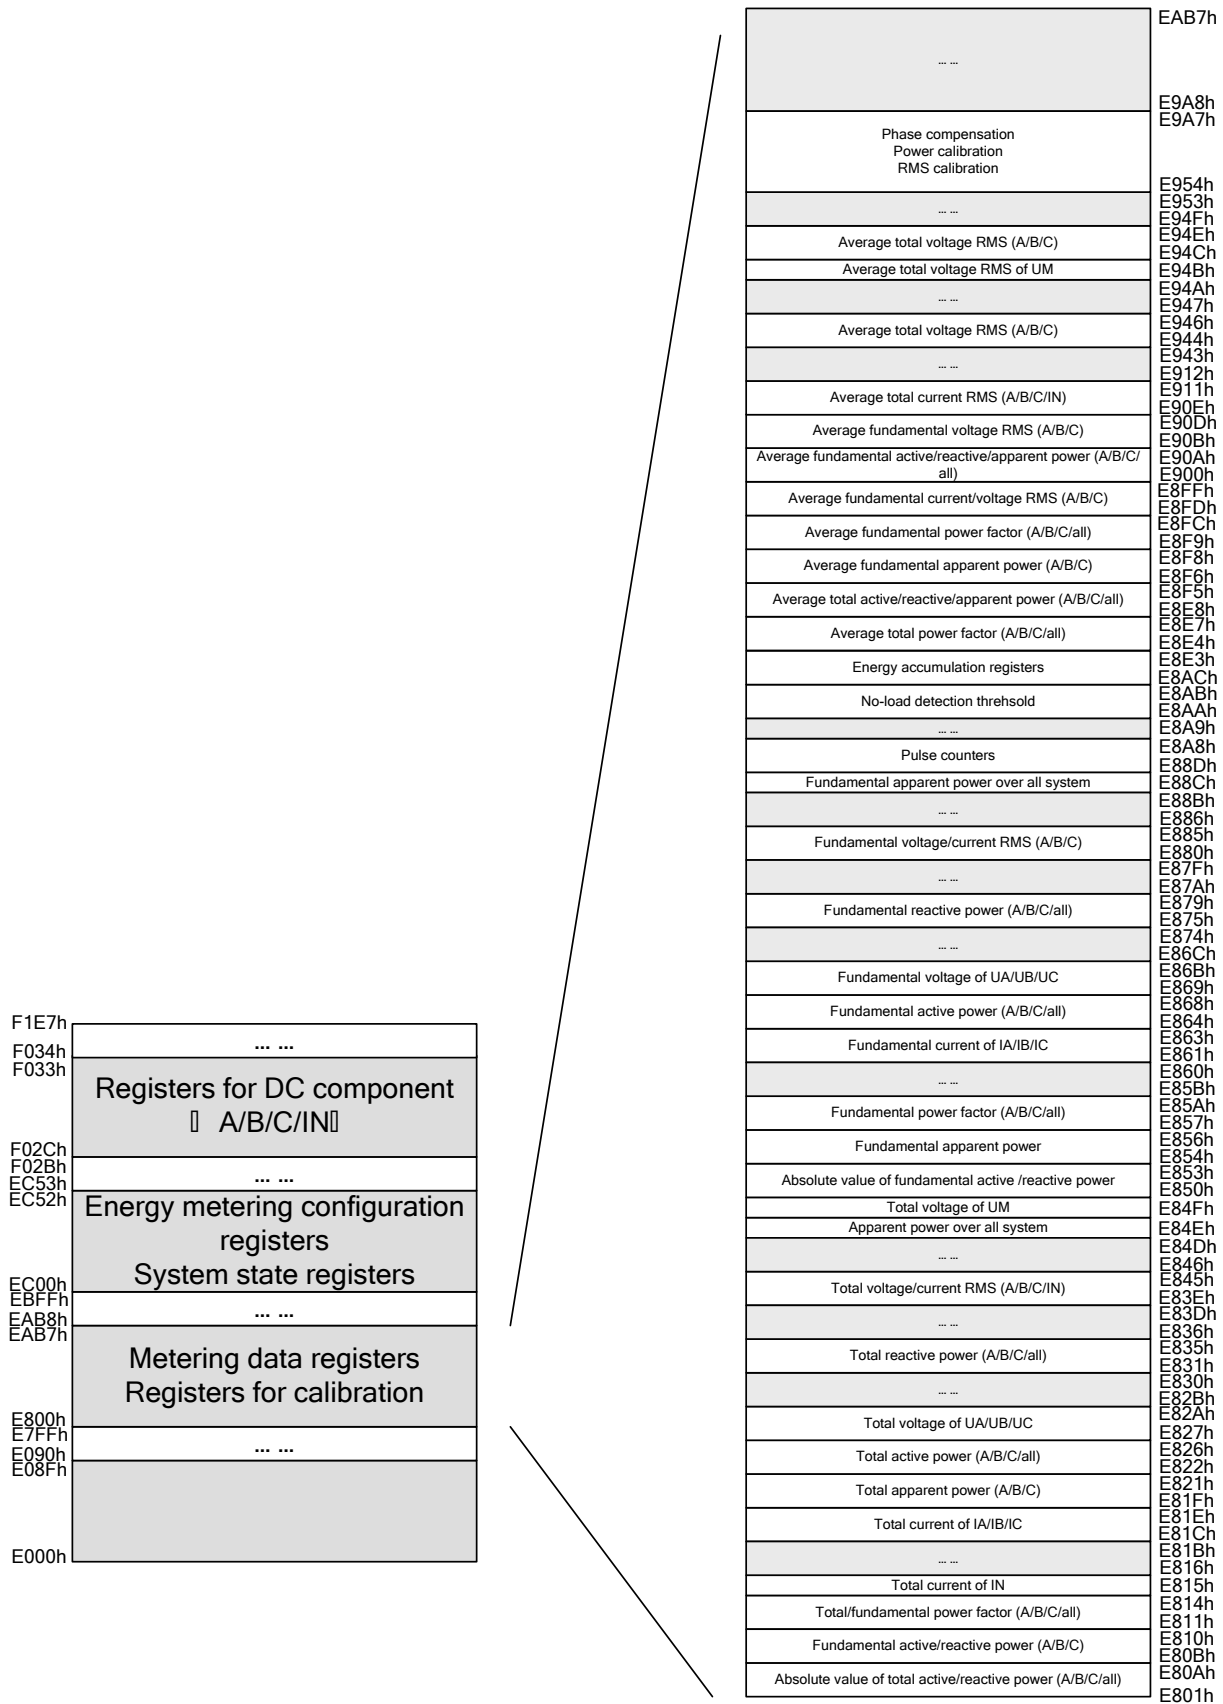 F1E7h
... ...
F034h
F033h
Registers for DC component
A/B/C/IN
F02Ch
F02Bh
... ...
EC53h
EC52h
Energy metering configuration
registers
System state registers
EC00h
EBFFh
... ...
EAB8h
EAB7h
Metering data registers
Registers for calibration
E800h
E7FFh
... ...
E090h
E08Fh
E000h
EAB7h
... ...
E9A8h
E9A7h
Phase compensation
Power calibration
RMS calibration
E954h
E953h
... ...
E94Fh
E94Eh
Average total voltage RMS (A/B/C)
E94Ch
Average total voltage RMS of UM
E94Bh
E94Ah
... ...
E947h
E946h
Average total voltage RMS (A/B/C)
E944h
E943h
... ...
E912h
E911h
Average total current RMS (A/B/C/IN)
E90Eh
E90Dh
Average fundamental voltage RMS (A/B/C)
E90Bh
E90Ah
Average fundamental active/reactive/apparent power (A/B/C/
all)
E900h
E8FFh
Average fundamental current/voltage RMS (A/B/C)
E8FDh
E8FCh
Average fundamental power factor (A/B/C/all)
E8F9h
E8F8h
Average fundamental apparent power (A/B/C)
E8F6h
E8F5h
Average total active/reactive/apparent power (A/B/C/all)
E8E8h
E8E7h
Average total power factor (A/B/C/all)
E8E4h
E8E3h
Energy accumulation registers
E8ACh
E8ABh
No-load detection threhsold
E8AAh
... ...
E8A9h
E8A8h
Pulse counters
E88Dh
Fundamental apparent power over all system
E88Ch
E88Bh
... ...
E886h
E885h
Fundamental voltage/current RMS (A/B/C)
E880h
E87Fh
... ...
E87Ah
E879h
Fundamental reactive power (A/B/C/all)
E875h
E874h
... ...
E86Ch
E86Bh
Fundamental voltage of UA/UB/UC
E869h
E868h
Fundamental active power (A/B/C/all)
E864h
E863h
Fundamental current of IA/IB/IC
E861h
E860h
... ...
E85Bh
E85Ah
Fundamental power factor (A/B/C/all)
E857h
E856h
Fundamental apparent power
E854h
E853h
Absolute value of fundamental active /reactive power
E850h
Total voltage of UM
E84Fh
Apparent power over all system
E84Eh
E84Dh
... ...
E846h
E845h
Total voltage/current RMS (A/B/C/IN)
E83Eh
E83Dh
... ...
E836h
E835h
Total reactive power (A/B/C/all)
E831h
E830h
... ...
E82Bh
E82Ah
Total voltage of UA/UB/UC
E827h
E826h
Total active power (A/B/C/all)
E822h
E821h
Total apparent power (A/B/C)
E81Fh
E81Eh
Total current of IA/IB/IC
E81Ch
E81Bh
... ...
E816h
Total current of IN
E815h
E814h
Total/fundamental power factor (A/B/C/all)
E811h
E810h
Fundamental active/reactive power (A/B/C)
E80Bh
E80Ah
Absolute value of total active/reactive power (A/B/C/all)
E801h